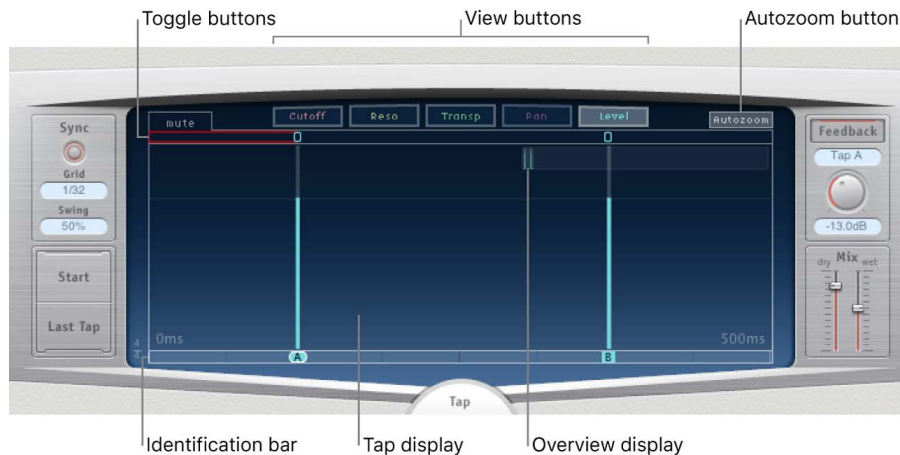 Toggle buttons
View buttons
Autozoom button
mute
Cutoff
Reso
Transp
Pan
Level
Autozoom
Sync
Grid
1/32
Swing
50%
Start
Last Tap
Feedback
Tap A
-13.0dB
Mix
dry
wet
0ms
500ms
4
4
A
B
Tap
Identification bar
Tap display
Overview display